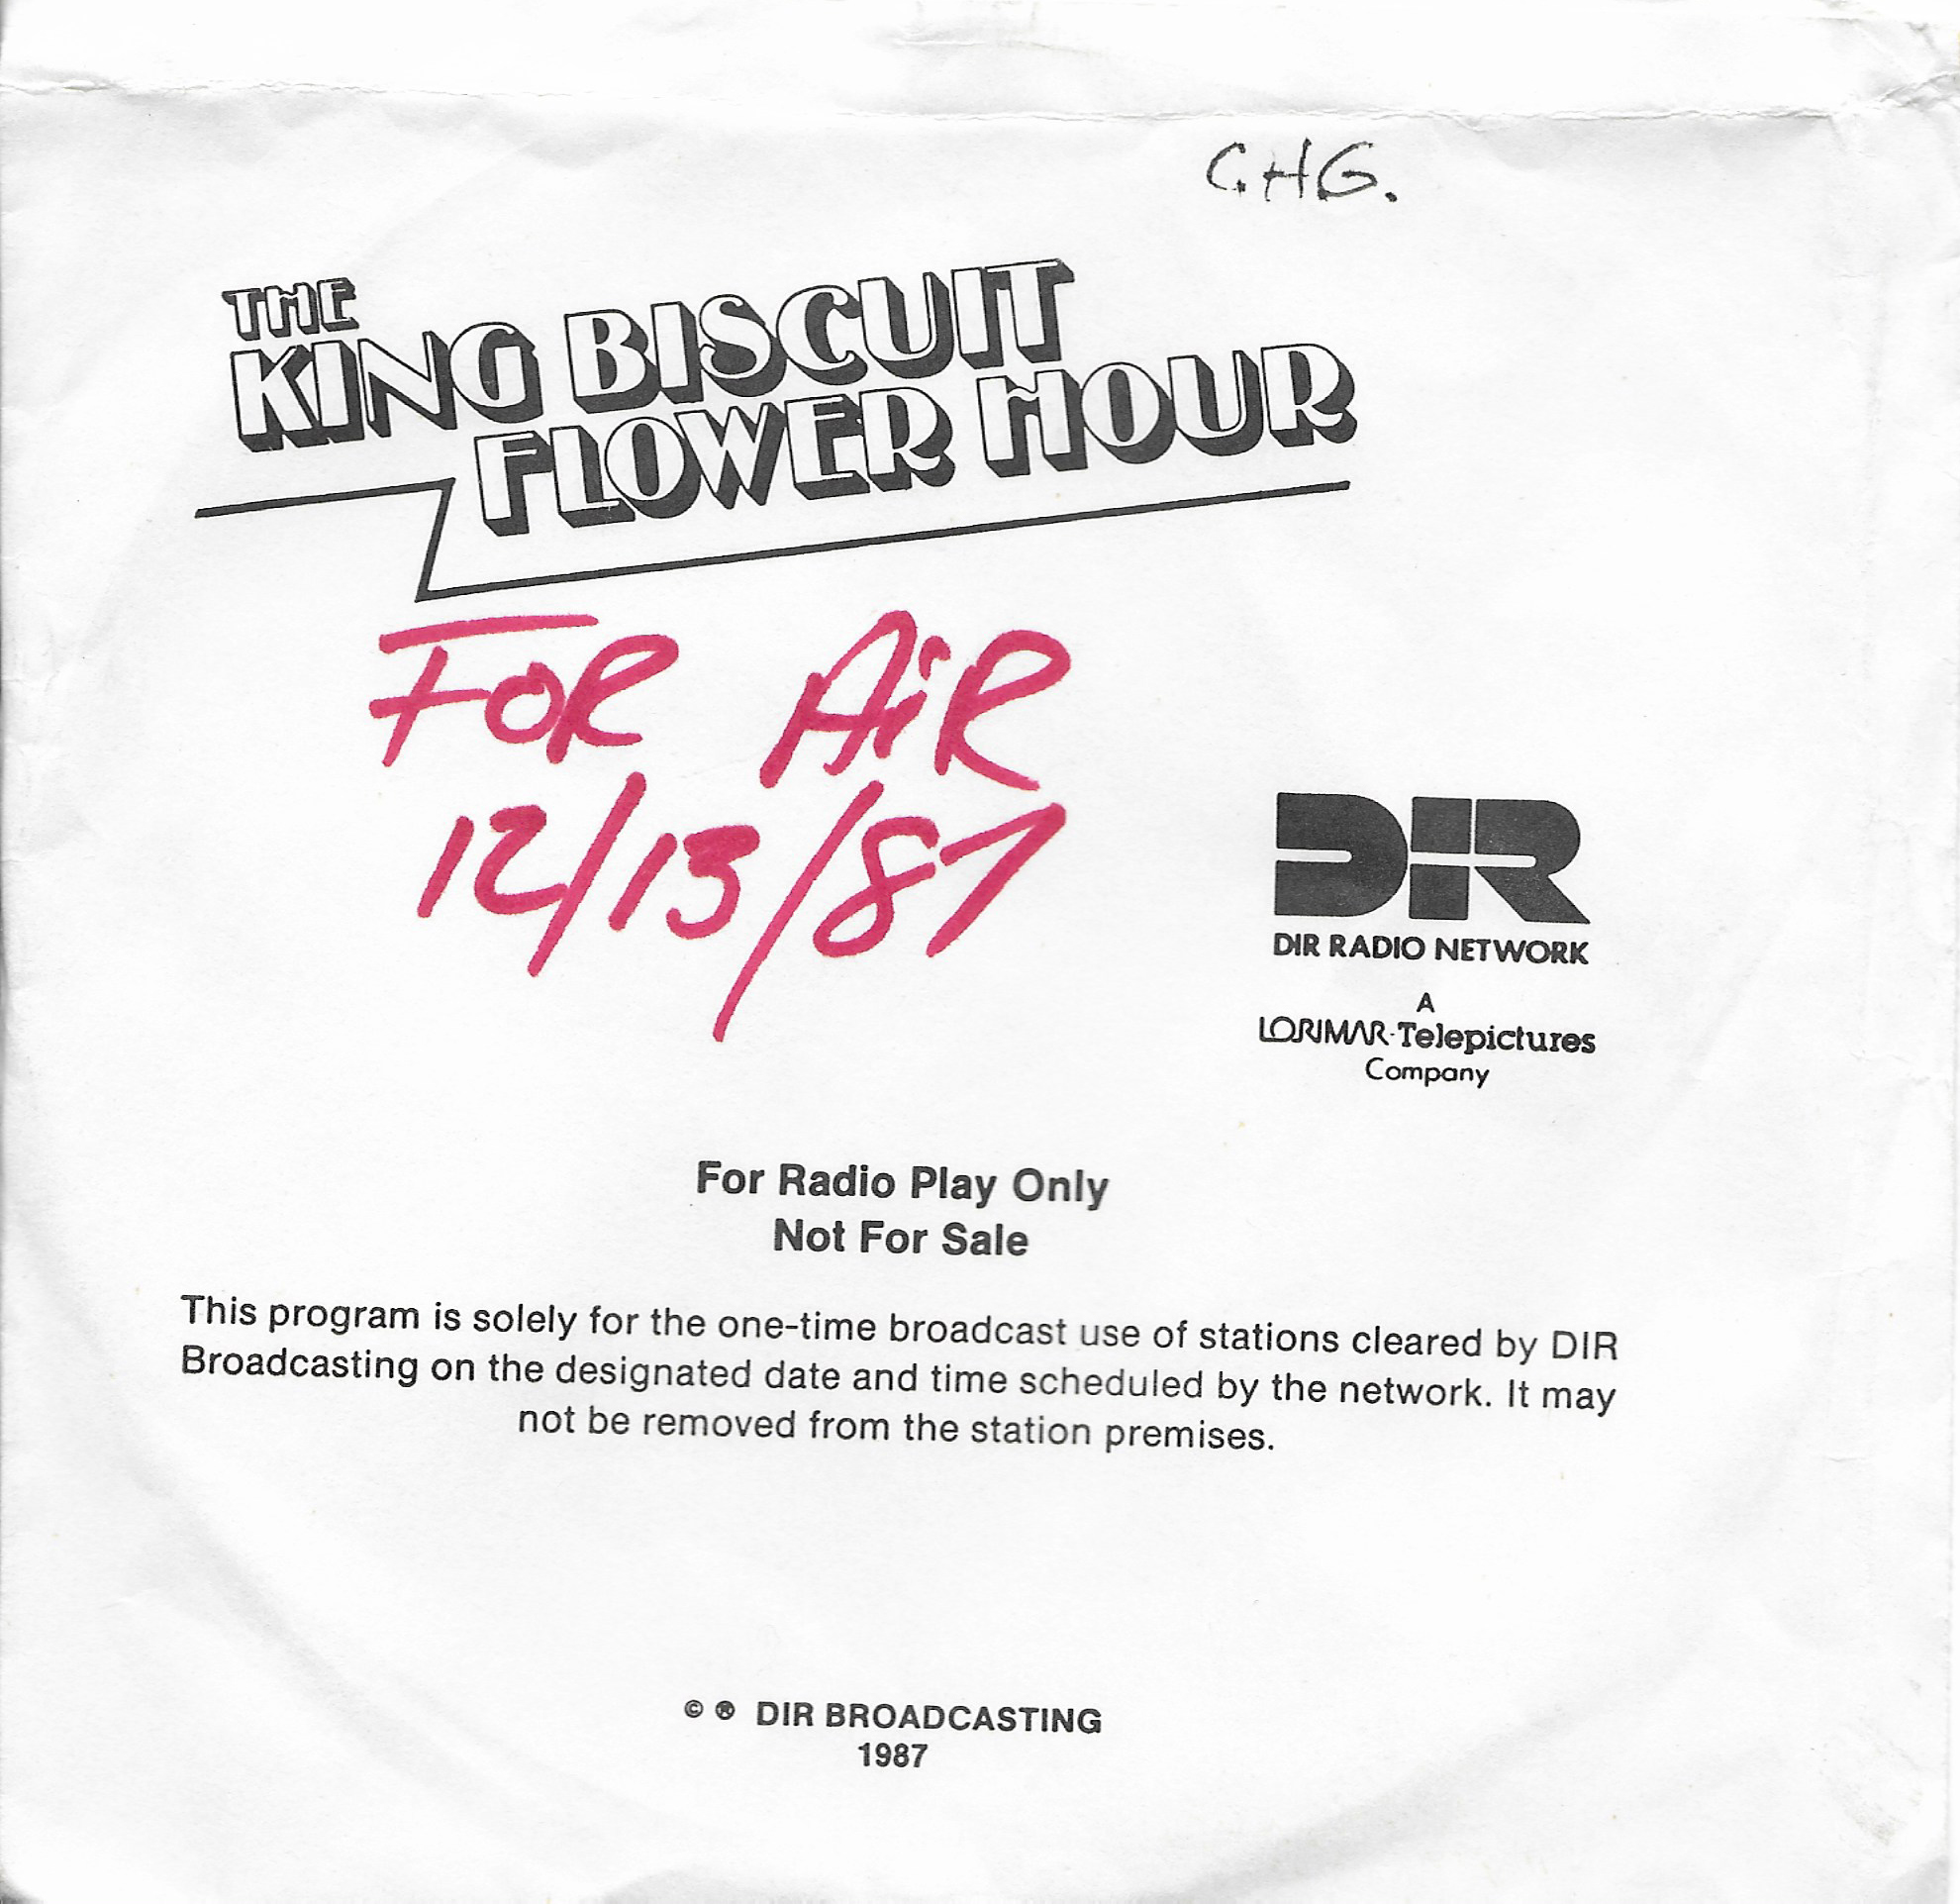 C.H.G.
THE
KING BISCUIT
FLOWER HOUR
FOR AiR
12/13/87
DIR
DIR RADIO NETWORK
A
LORIMAR-Telepictures
Company
For Radio Play Only
Not For Sale
This program is solely for the one-time broadcast use of stations cleared by DIR
Broadcasting on the designated date and time scheduled by the network. It may
not be removed from the station premises.
© ® DIR BROADCASTING
1987